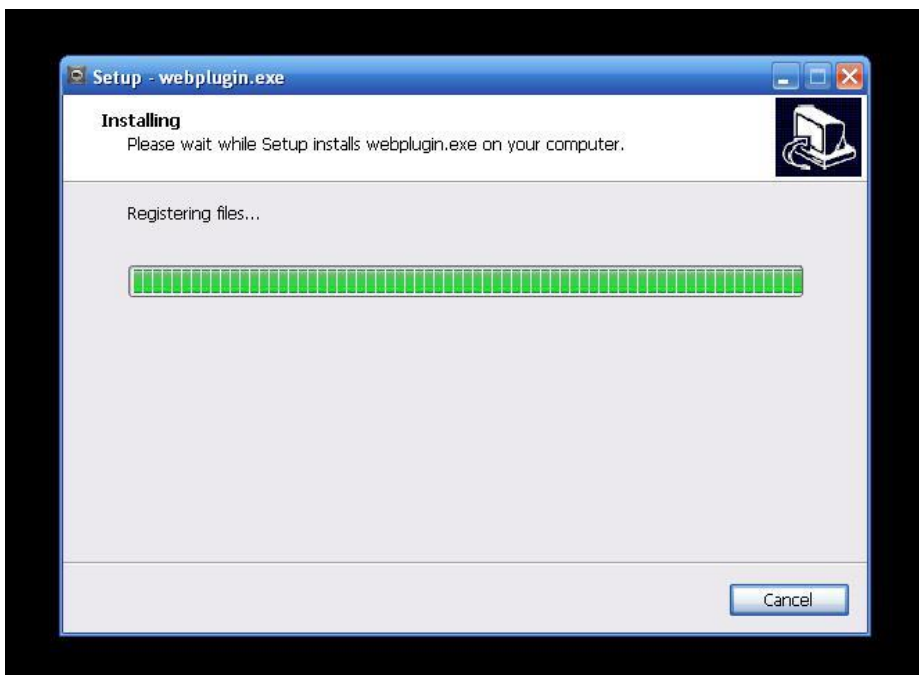 Setup - webplugin.exe
Installing
Please wait while Setup installs webplugin.exe on your computer.
Registering files...
Cancel